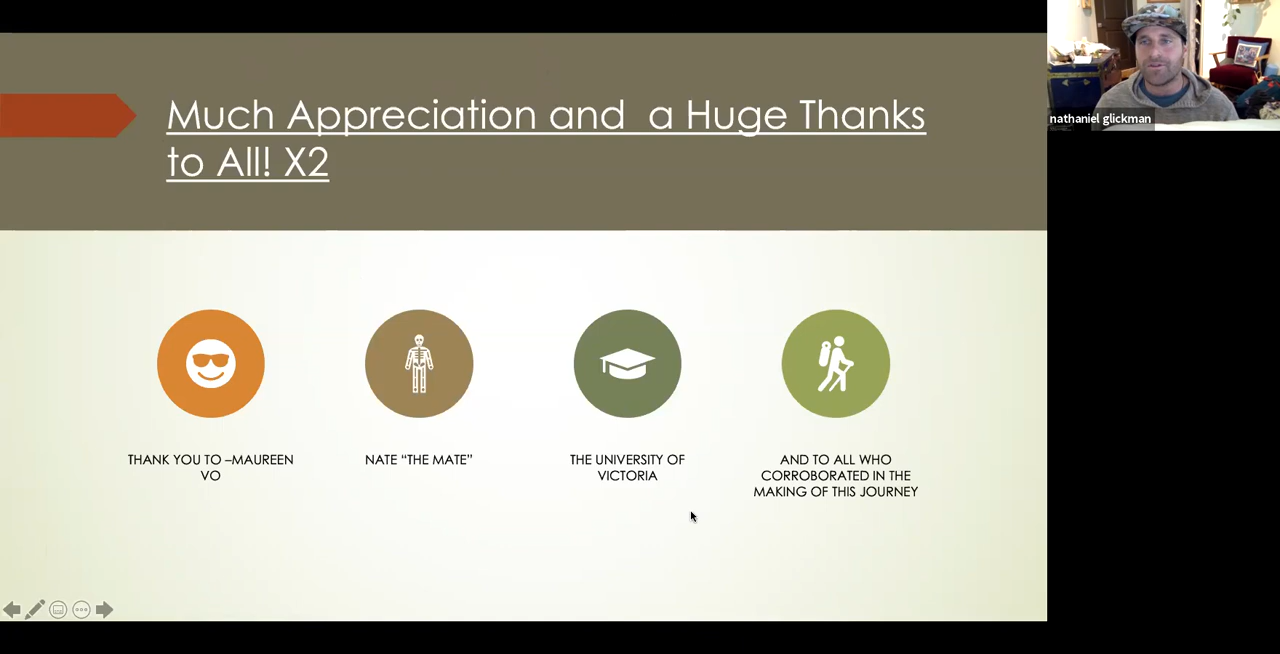 Much Appreciation and  a Huge Thanks
to All! X2
nathaniel glickman
THANK YOU TO –MAUREEN
VO
NATE “THE MATE”
THE UNIVERSITY OF
VICTORIA
AND TO ALL WHO
CORROBORATED IN THE
MAKING OF THIS JOURNEY